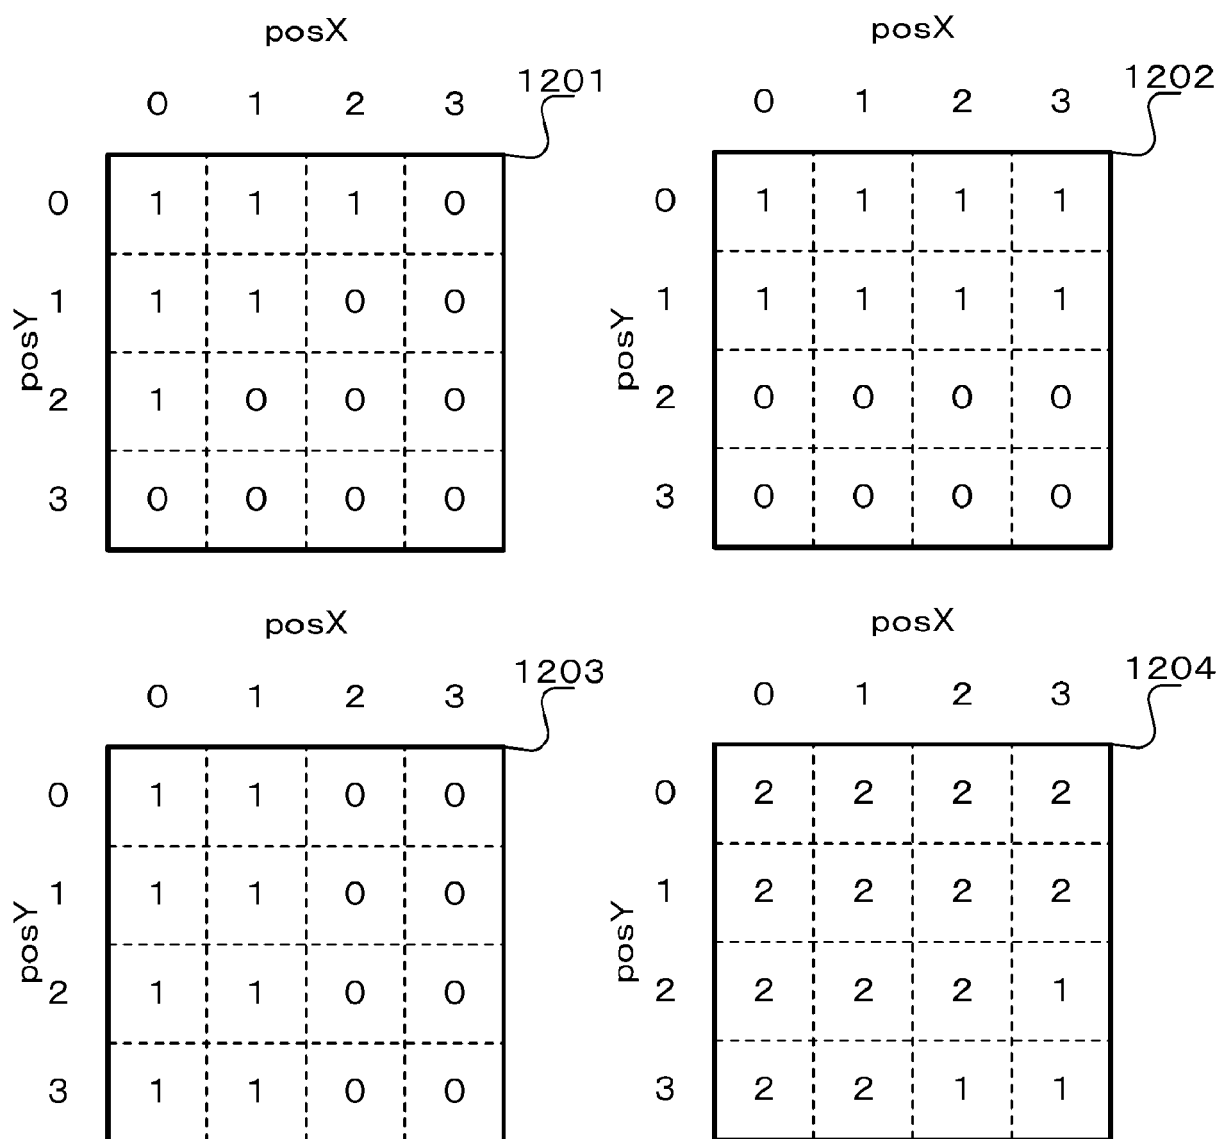 posX
1201
0 1 2 3
posY
0 1 1 1 0
1 1 1 0 0
2 1 0 0 0
3 0 0 0 0
posX
1202
0 1 2 3
posY
0 1 1 1 1
1 1 1 1 1
2 0 0 0 0
3 0 0 0 0
posX
1203
0 1 2 3
posY
0 1 1 0 0
1 1 1 0 0
2 1 1 0 0
3 1 1 0 0
posX
1204
0 1 2 3
posY
0 2 2 2 2
1 2 2 2 2
2 2 2 2 1
3 2 2 1 1